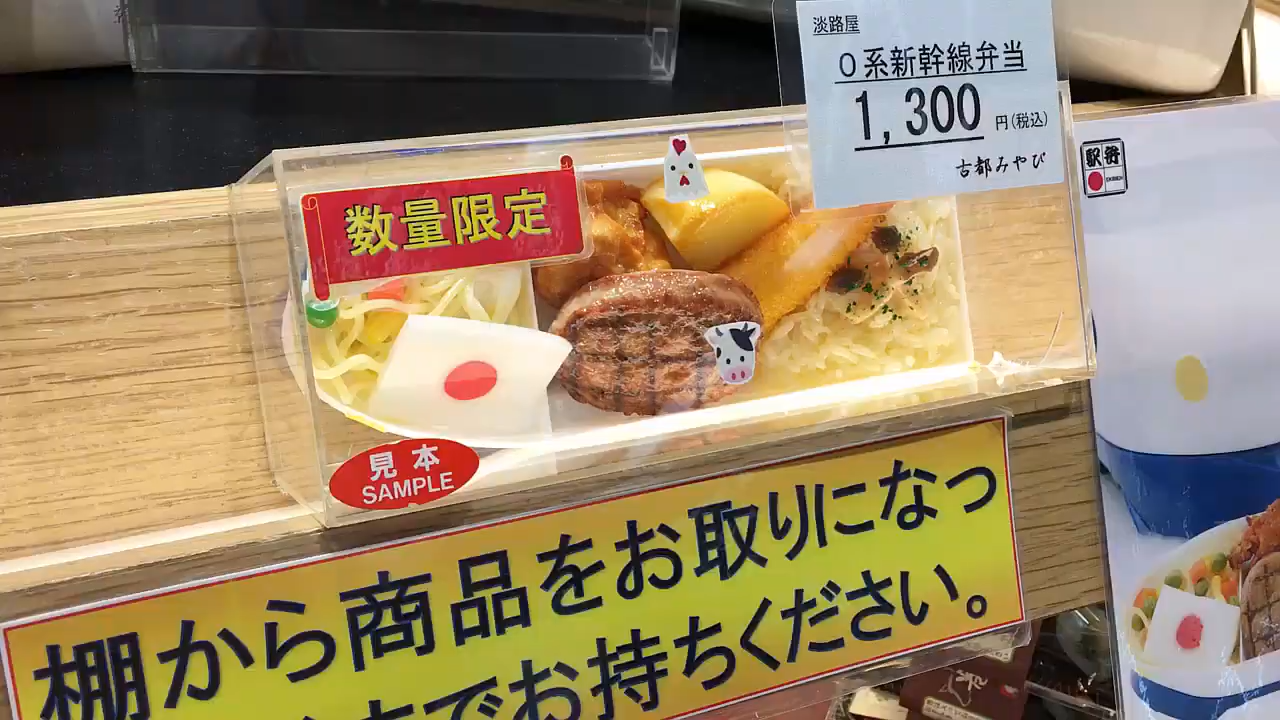 淡路屋
０系新幹線弁当
1,300 円(税込)
古都みやび
駅弁
数量限定
見本
SAMPLE
棚から商品をお取りになっ
までお持ちください。